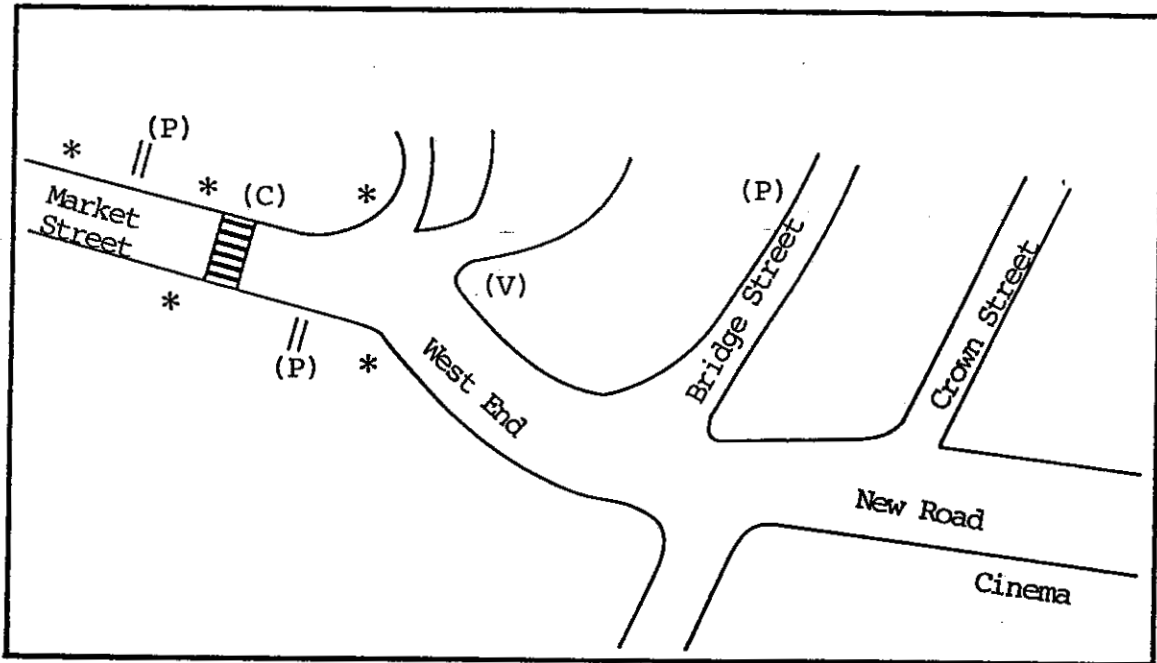 (P)
*
* (C) *
Market
Street
(P)
(V)
*
(P)
*
West End
Bridge Street
Crown Street
New Road
Cinema